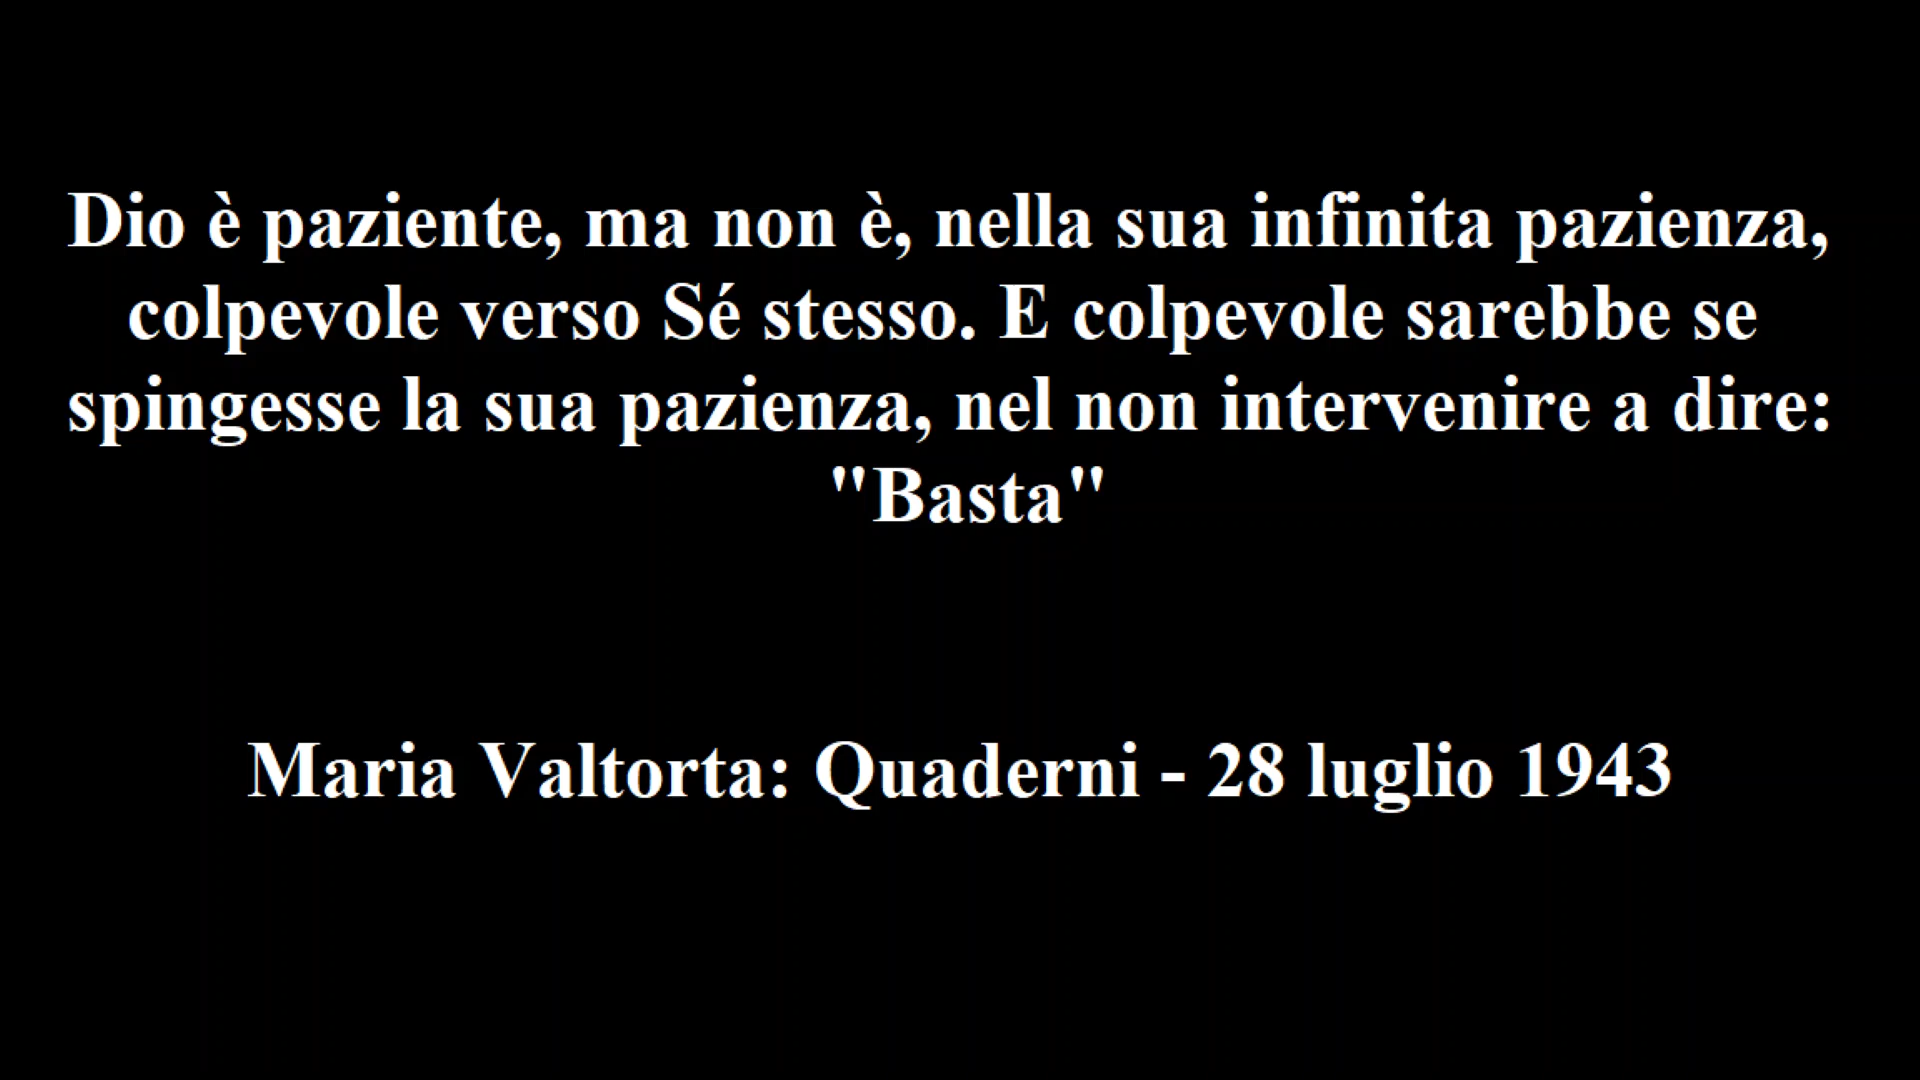 Dio è paziente, ma non è, nella sua infinita pazienza,
colpevole verso Sé stesso. E colpevole sarebbe se
spingesse la sua pazienza, nel non intervenire a dire:
"Basta"
Maria Valtorta: Quaderni - 28 luglio 1943